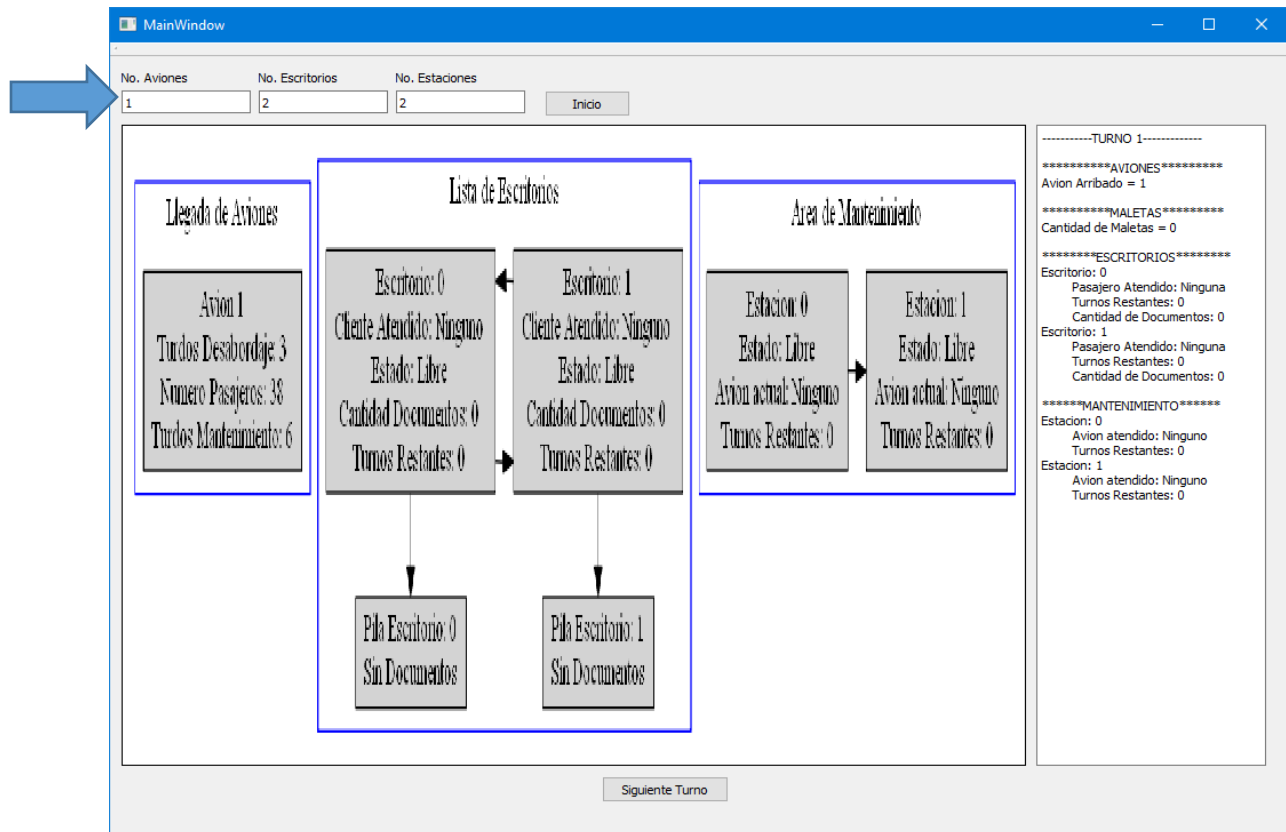 MainWindow
No. Aviones
No. Escritorios
No. Estaciones
1
2
2
Inicio
Llegada de Aviones
Avion 1
Turdos Desabordaje: 3
Numero Pasajeros: 38
Turdos Mantenimiento: 6
Lista de Escritorios
Escritorio: 0
Cliente Atendido: Ninguno
Estado: Libre
Cantidad Documentos: 0
Turnos Restantes: 0
Escritorio: 1
Cliente Atendido: Ninguno
Estado: Libre
Cantidad Documentos: 0
Turnos Restantes: 0
Pila Escritorio: 0
Sin Documentos
Pila Escritorio: 1
Sin Documentos
Area de Mantenimiento
Estacion: 0
Estado: Libre
Avion actual: Ninguno
Turnos Restantes: 0
Estacion: 1
Estado: Libre
Avion actual: Ninguno
Turnos Restantes: 0
-----------TURNO 1-------------
**********AVIONES*********
Avion Arribado = 1
**********MALETAS*********
Cantidad de Maletas = 0
********ESCRITORIOS********
Escritorio: 0
Pasajero Atendido: Ninguna
Turnos Restantes: 0
Cantidad de Documentos: 0
Escritorio: 1
Pasajero Atendido: Ninguna
Turnos Restantes: 0
Cantidad de Documentos: 0
******MANTENIMIENTO******
Estacion: 0
Avion atendido: Ninguno
Turnos Restantes: 0
Estacion: 1
Avion atendido: Ninguno
Turnos Restantes: 0
Siguiente Turno